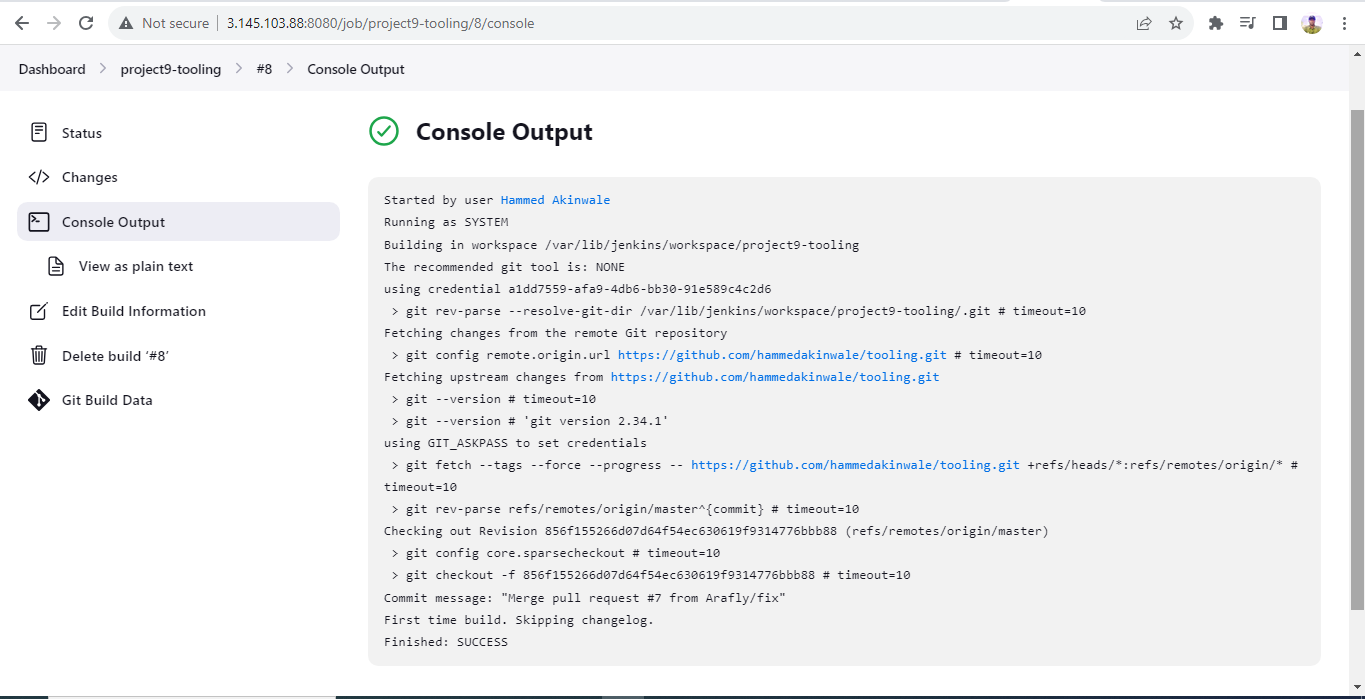 Not secure
3.145.103.88:8080/job/project9-tooling/8/console
Dashboard
project9-tooling
#8
Console Output
Status
Changes
Console Output
View as plain text
Edit Build Information
Delete build ‘#8’
Git Build Data
Console Output
Started by user Hammed Akinwale
Running as SYSTEM
Building in workspace /var/lib/jenkins/workspace/project9-tooling
The recommended git tool is: NONE
using credential a1dd7559-afa9-4db6-bb30-91e589c4c2d6
> git rev-parse --resolve-git-dir /var/lib/jenkins/workspace/project9-tooling/.git # timeout=10
Fetching changes from the remote Git repository
> git config remote.origin.url https://github.com/hammedakinwale/tooling.git # timeout=10
Fetching upstream changes from https://github.com/hammedakinwale/tooling.git
> git --version # timeout=10
> git --version # 'git version 2.34.1'
using GIT_ASKPASS to set credentials
> git fetch --tags --force --progress -- https://github.com/hammedakinwale/tooling.git +refs/heads/*:refs/remotes/origin/* #
timeout=10
> git rev-parse refs/remotes/origin/master^{commit} # timeout=10
Checking out Revision 856f155266d07d64f54ec630619f9314776bbb88 (refs/remotes/origin/master)
> git config core.sparsecheckout # timeout=10
> git checkout -f 856f155266d07d64f54ec630619f9314776bbb88 # timeout=10
Commit message: "Merge pull request #7 from Arafly/fix"
First time build. Skipping changelog.
Finished: SUCCESS